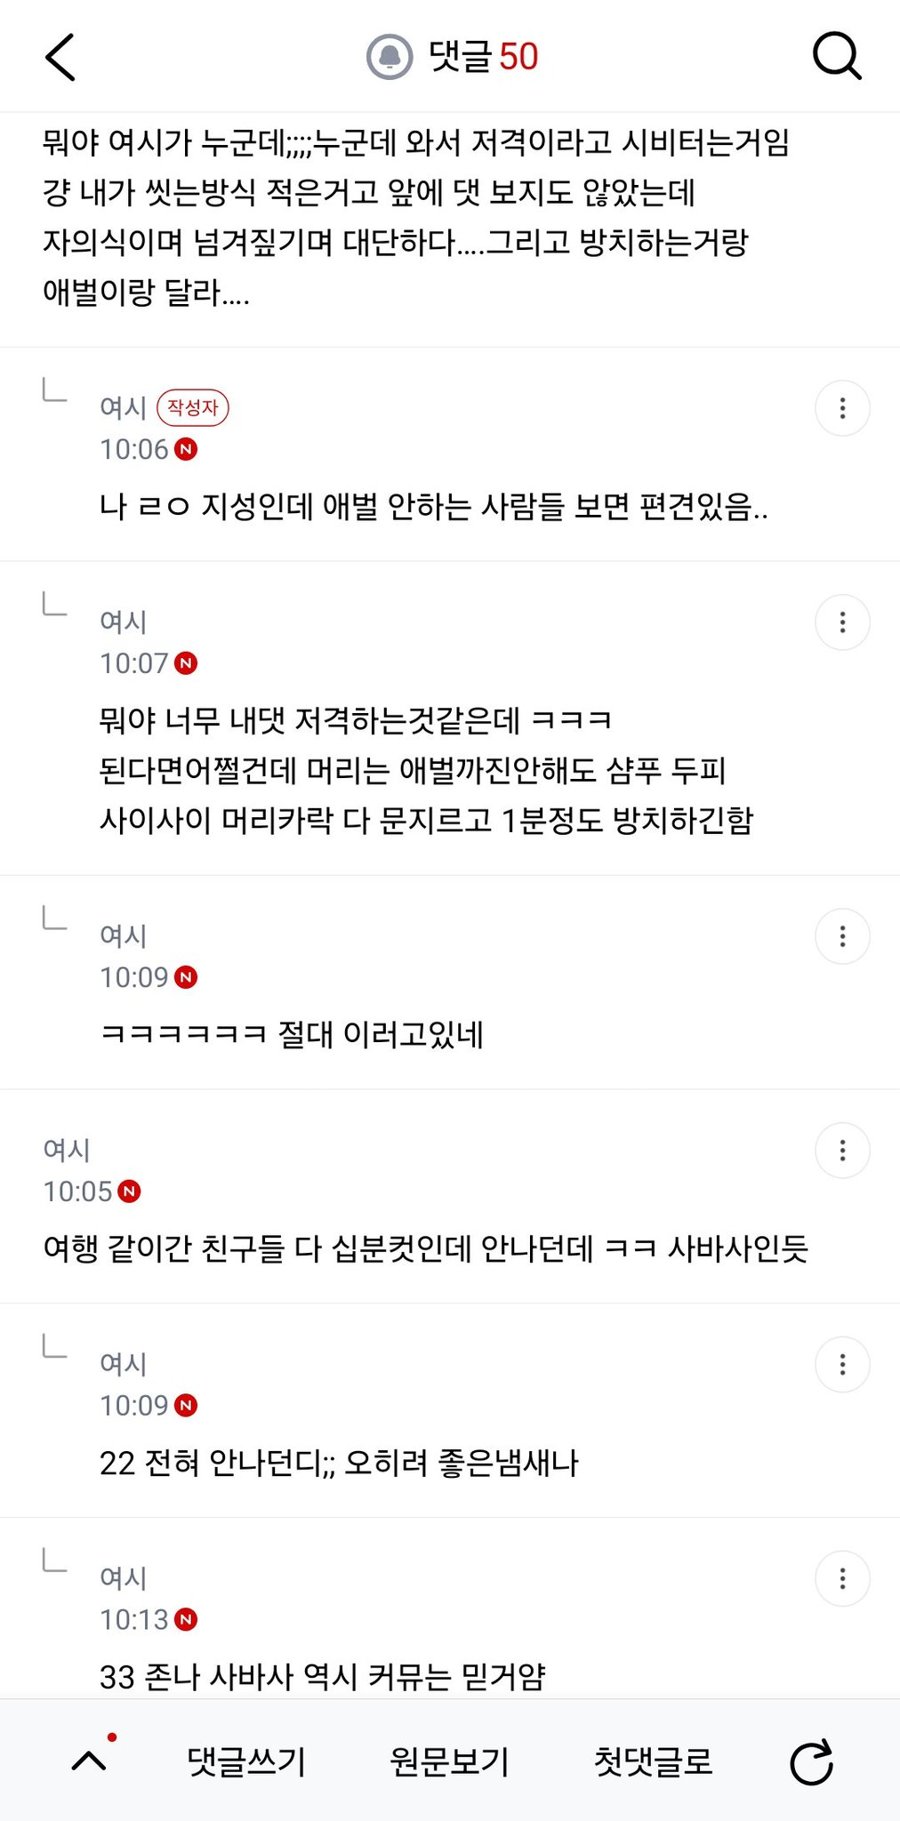 댓글 50
뭐야 여시가 누군데;;;;누군데 와서 저격이라고 시비터는거임
걍 내가 씻는방식 적은거고 앞에 댓 보지도 않았는데
자의식이며 넘겨짚기며 대단하다....그리고 방치하는거랑
애벌이랑 달라....
여시 작성자
10:06 N
나 ㄹㅇ 지성인데 애벌 안하는 사람들 보면 편견있음..
여시
10:07 N
뭐야 너무 내댓 저격하는것같은데 ㅋㅋㅋ
된다면어쩔건데 머리는 애벌까진안해도 샴푸 두피
사이사이 머리카락 다 문지르고 1분정도 방치하긴함
여시
10:09 N
ㅋㅋㅋㅋㅋㅋ 절대 이러고있네
여시
10:05 N
여행 같이간 친구들 다 십분컷인데 안나던데 ㅋㅋ 사바사인듯
여시
10:09 N
22 전혀 안나던디;; 오히려 좋은냄새나
여시
10:13 N
33 존나 사바사 역시 커뮤는 믿거얌
댓글쓰기 원문보기 첫댓글로